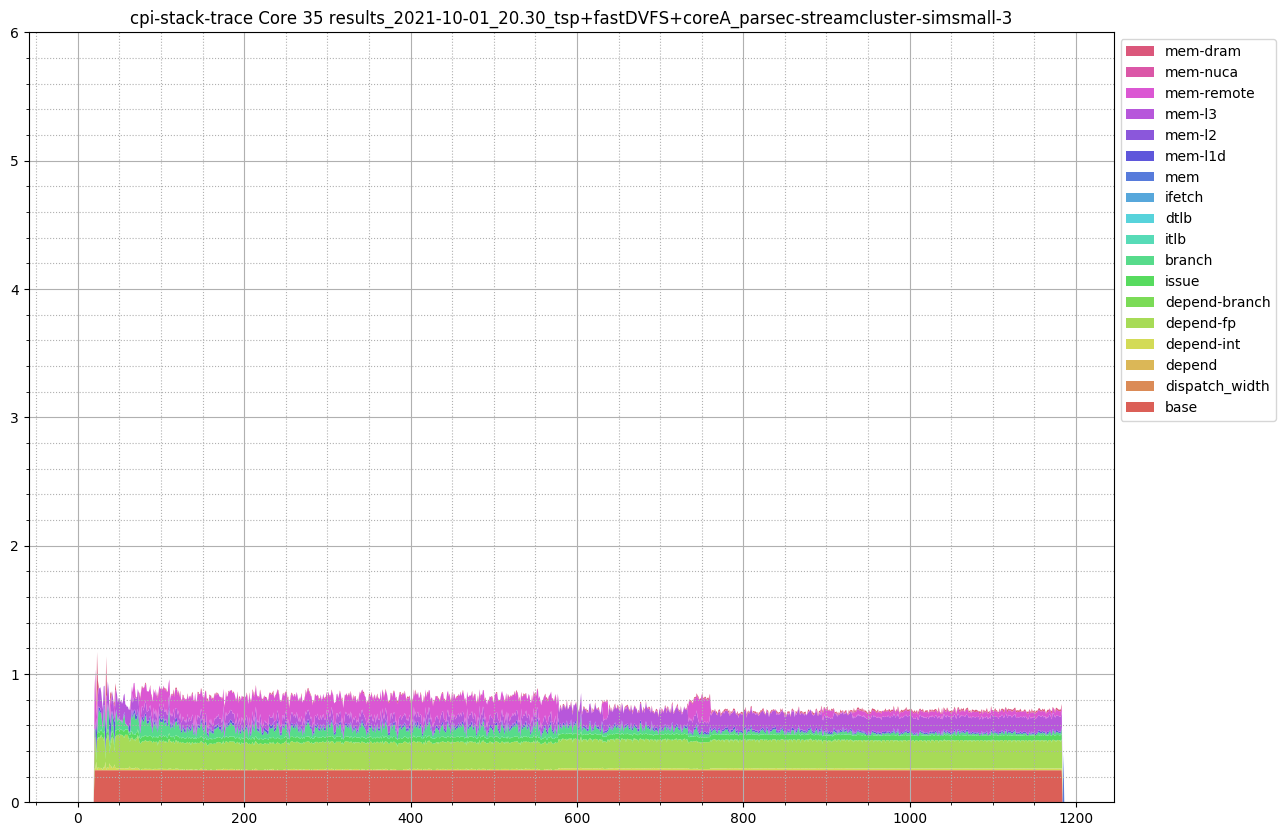 cpi-stack-trace Core 35 results_2021-10-01_20.30_tsp+fastDVFS+coreA_parsec-streamcluster-simsmall-3
6
5
4
3
2
1
0
0 200 400 600 800 1000 1200
mem-dram
mem-nuca
mem-remote
mem-l3
mem-l2
mem-l1d
mem
ifetch
dtlb
itlb
branch
issue
depend-branch
depend-fp
depend-int
depend
dispatch_width
base